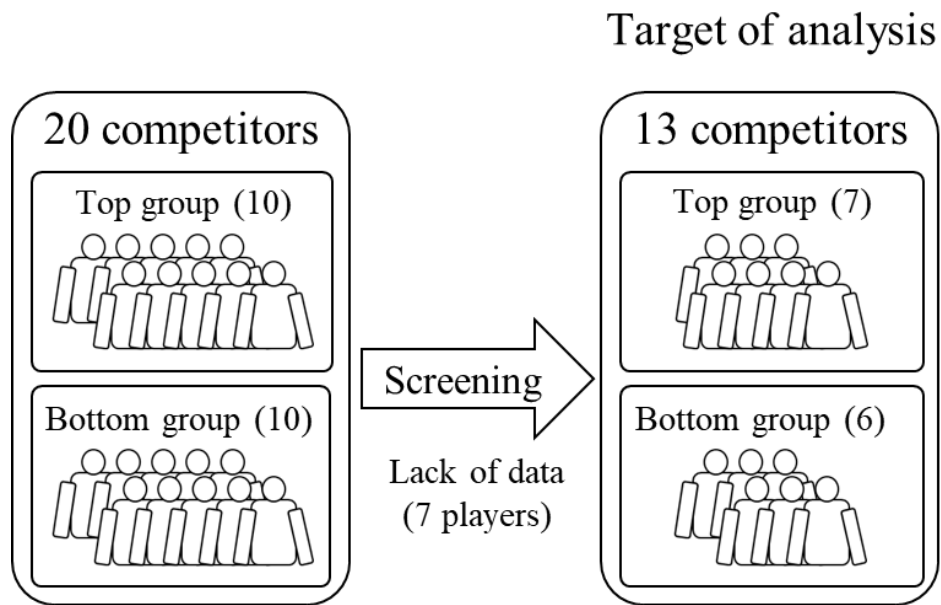 Target of analysis
20 competitors
Top group (10)
Bottom group (10)
Screening
Lack of data
(7 players)
13 competitors
Top group (7)
Bottom group (6)